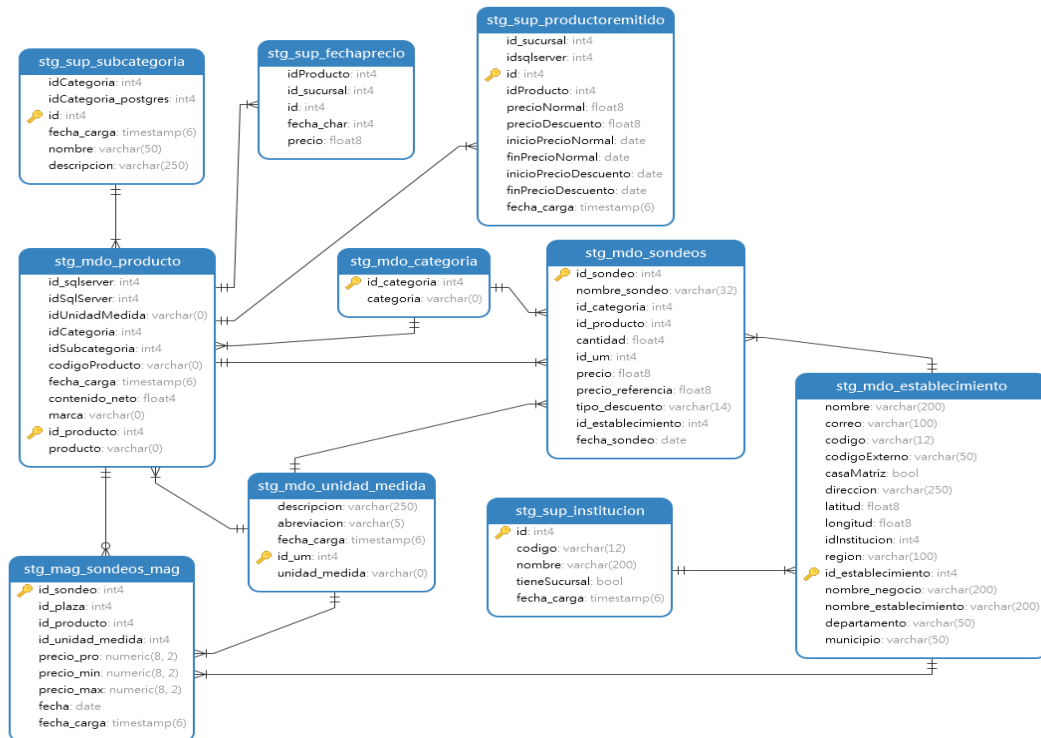 stg_sup_subcategoria
idCategoria: int4
idCategoria_postgres: int4
id: int4
fecha_carga: timestamp(6)
nombre: varchar(50)
descripcion: varchar(250)
stg_sup_fechaprecio
idProducto: int4
id_sucursal: int4
id: int4
fecha_char: int4
precio: float8
stg_sup_productoremitido
id_sucursal: int4
idsqlserver: int4
id: int4
idProducto: int4
precioNormal: float8
precioDescuento: float8
inicioPrecioNormal: date
finPrecioNormal: date
inicioPrecioDescuento: date
finPrecioDescuento: date
fecha_carga: timestamp(6)
stg_mdo_producto
id_sqlserver: int4
idSqlServer: int4
idUnidadMedida: varchar(0)
idCategoria: int4
idSubcategoria: int4
codigoProducto: varchar(0)
fecha_carga: timestamp(6)
contenido_neto: float4
marca: varchar(0)
id_producto: int4
producto: varchar(0)
stg_mdo_categoria
id_categoria: int4
categoria: varchar(0)
stg_mdo_sondeos
id_sondeo: int4
nombre_sondeo: varchar(32)
id_categoria: int4
id_producto: int4
cantidad: float4
id_um: int4
precio: float8
precio_referencia: float8
tipo_descuento: varchar(14)
id_establecimiento: int4
fecha_sondeo: date
stg_mdo_establecimiento
nombre: varchar(200)
correo: varchar(100)
codigo: varchar(12)
codigoExterno: varchar(50)
casaMatriz: bool
direccion: varchar(250)
latitud: float8
longitud: float8
idInstitucion: int4
region: varchar(100)
id_establecimiento: int4
nombre_negocio: varchar(200)
nombre_establecimiento: varchar(200)
departamento: varchar(50)
municipio: varchar(50)
stg_mdo_unidad_medida
descripcion: varchar(250)
abreviacion: varchar(5)
fecha_carga: timestamp(6)
id_um: int4
unidad_medida: varchar(0)
stg_sup_institucion
id: int4
codigo: varchar(12)
nombre: varchar(200)
tieneSucursal: bool
fecha_carga: timestamp(6)
stg_mag_sondeos_mag
id_sondeo: int4
id_plaza: int4
id_producto: int4
id_unidad_medida: int4
precio_pro: numeric(8, 2)
precio_min: numeric(8, 2)
precio_max: numeric(8, 2)
fecha: date
fecha_carga: timestamp(6)